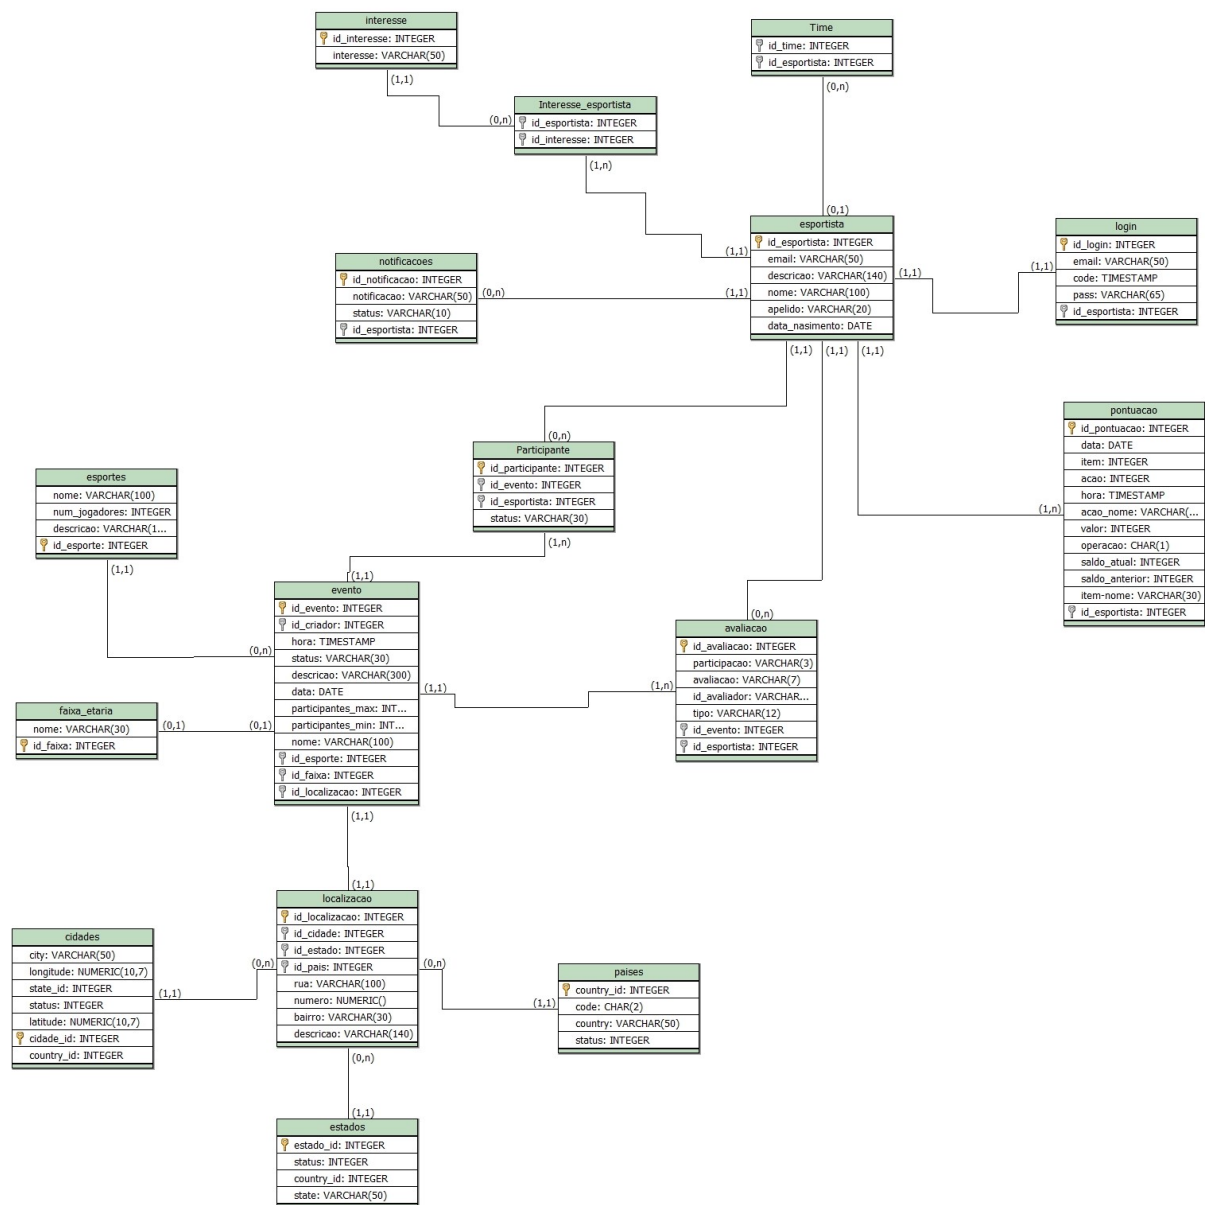 interesse
id_interesse: INTEGER
interesse: VARCHAR(50)
(1,1)
Time
id_time: INTEGER
id_esportista: INTEGER
(0,n)
Interesse_esportista
(0,n)
id_esportista: INTEGER
id_interesse: INTEGER
(1,n)
(0,1)
esportista
id_esportista: INTEGER
email: VARCHAR(50)
descricao: VARCHAR(140)
nome: VARCHAR(100)
apelido: VARCHAR(20)
data_nasimento: DATE
(1,1)
(1,1)
(1,1)
(1,1)
(1,1)
(1,1)
login
id_login: INTEGER
email: VARCHAR(50)
code: TIMESTAMP
pass: VARCHAR(65)
id_esportista: INTEGER
(1,1)
notificacoes
id_notificacao: INTEGER
notificacao: VARCHAR(50)
status: VARCHAR(10)
id_esportista: INTEGER
(0,n)
pontuacao
id_pontuacao: INTEGER
data: DATE
item: INTEGER
acao: INTEGER
hora: TIMESTAMP
acao_nome: VARCHAR(...
valor: INTEGER
operacao: CHAR(1)
saldo_atual: INTEGER
saldo_anterior: INTEGER
item-nome: VARCHAR(30)
id_esportista: INTEGER
(1,n)
(0,n)
Participante
id_participante: INTEGER
id_evento: INTEGER
id_esportista: INTEGER
status: VARCHAR(30)
(1,n)
esportes
nome: VARCHAR(100)
num_jogadores: INTEGER
descricao: VARCHAR(1...
id_esporte: INTEGER
(1,1)
(1,1)
evento
id_evento: INTEGER
id_criador: INTEGER
hora: TIMESTAMP
status: VARCHAR(30)
descricao: VARCHAR(300)
data: DATE
participantes_max: INT...
participantes_min: INT...
nome: VARCHAR(100)
id_esporte: INTEGER
id_faixa: INTEGER
id_localizacao: INTEGER
(0,n)
(0,1)
(1,1)
(1,1)
(0,n)
avaliacao
id_avaliacao: INTEGER
participacao: VARCHAR(3)
avaliacao: VARCHAR(7)
id_avaliador: VARCHAR...
tipo: VARCHAR(12)
id_evento: INTEGER
id_esportista: INTEGER
(1,n)
faixa_etaria
nome: VARCHAR(30)
id_faixa: INTEGER
(0,1)
(1,1)
localizacao
id_localizacao: INTEGER
id_cidade: INTEGER
id_estado: INTEGER
id_pais: INTEGER
rua: VARCHAR(100)
numero: NUMERIC()
bairro: VARCHAR(30)
descricao: VARCHAR(140)
(0,n)
(0,n)
(0,n)
cidades
city: VARCHAR(50)
longitude: NUMERIC(10,7)
state_id: INTEGER
status: INTEGER
latitude: NUMERIC(10,7)
cidade_id: INTEGER
country_id: INTEGER
(1,1)
paises
country_id: INTEGER
code: CHAR(2)
country: VARCHAR(50)
status: INTEGER
(1,1)
(1,1)
estados
estado_id: INTEGER
status: INTEGER
country_id: INTEGER
state: VARCHAR(50)